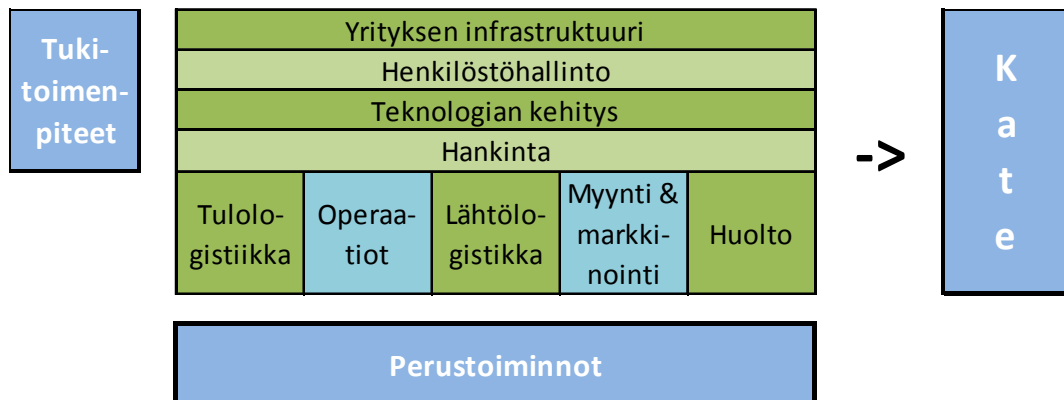 Tuki-
toimen-
piteet
Yrityksen infrastruktuuri
Henkilöstöhallinto
Teknologian kehitys
Hankinta
Tulolo-
gistiikka
Operaa-
tiot
Lähtölo-
gistikka
Myynti &
markki-
nointi
Huolto
->
K
a
t
e
Perustoiminnot